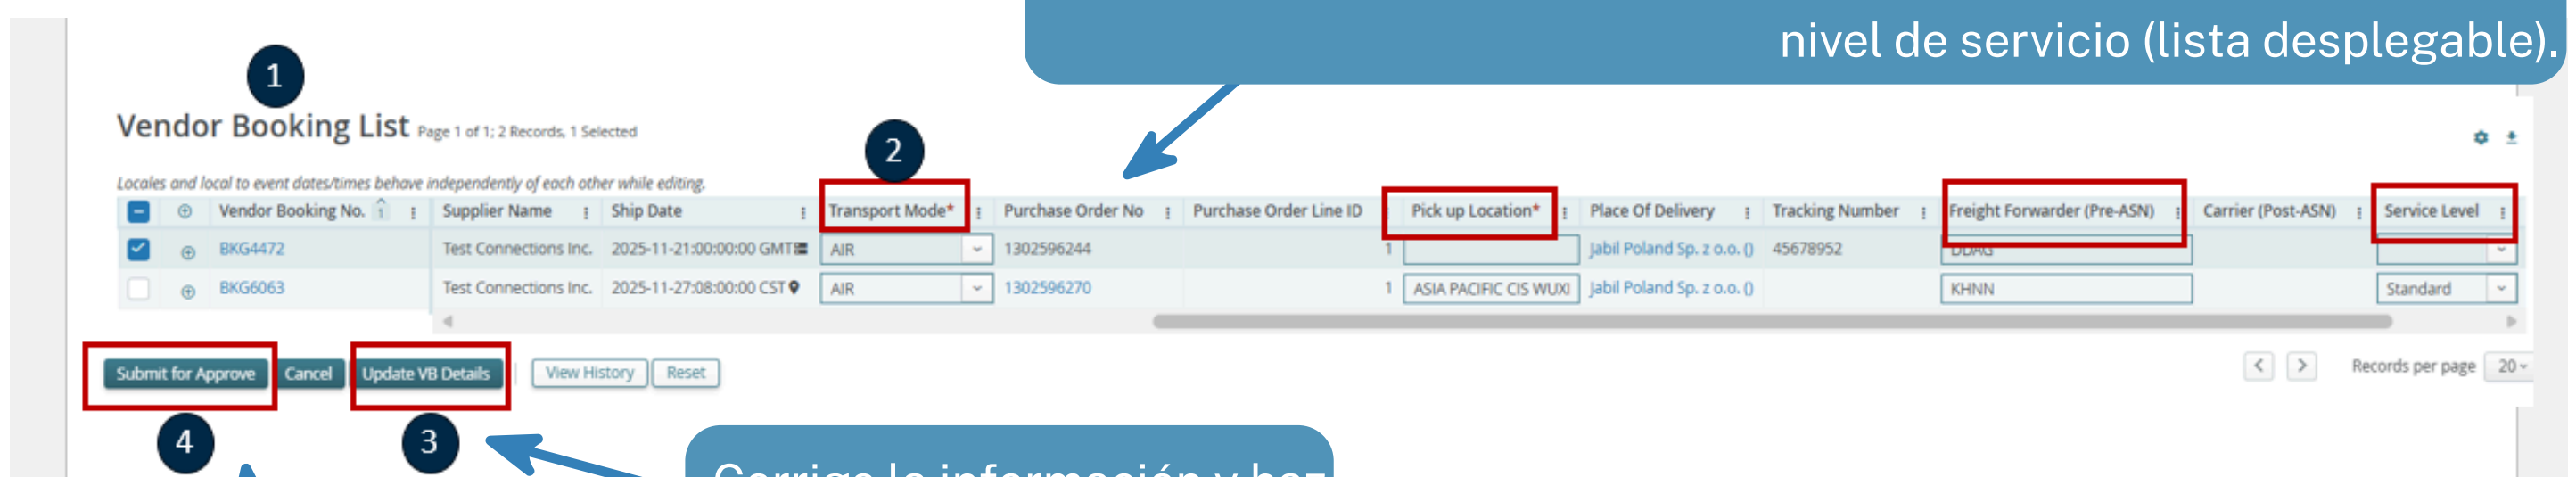 nivel de servicio (lista desplegable).
1
Vendor Booking List Page 1 of 1; 2 Records, 1 Selected
2
Locales and local to event dates/times behave independently of each other while editing.
Vendor Booking No. 1 Supplier Name Ship Date Transport Mode* Purchase Order No Purchase Order Line ID Pick up Location* Place Of Delivery Tracking Number Freight Forwarder (Pre-ASN) Carrier (Post-ASN) Service Level
BKG4472 Test Connections Inc. 2025-11-21:00:00:00 GMT AIR 1302596244 1 Jabil Poland Sp. z o.o. () 45678952
BKG6063 Test Connections Inc. 2025-11-27:08:00:00 CST AIR 1302596270 1 ASIA PACIFIC CIS WUXI Jabil Poland Sp. z o.o. () KHNN Standard
Submit for Approve Cancel Update VB Details View History Reset Records per page 20
4 3
Corrige la información y haz